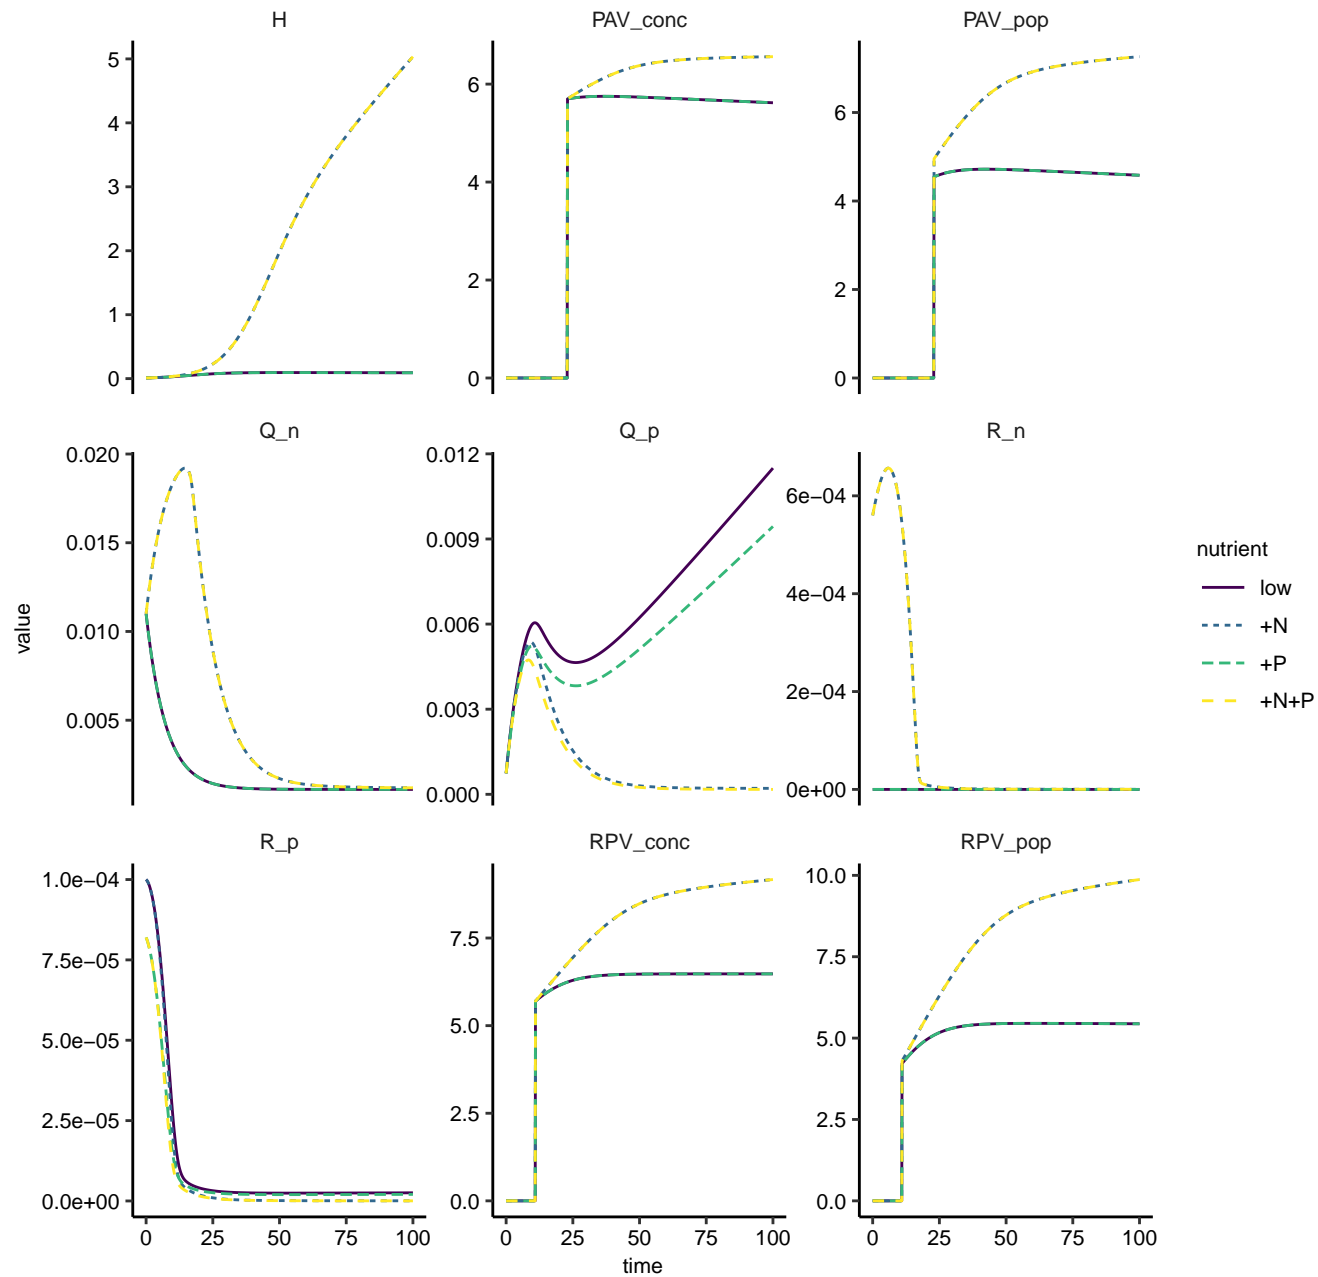 H
PAV_conc
PAV_pop
5
4
3
2
1
0
6
4
2
0
6
4
2
0
Q_n
Q_p
R_n
0.020
0.015
0.010
0.005
0.012
0.009
0.006
0.003
0.000
6e−04
4e−04
2e−04
0e+00
R_p
RPV_conc
RPV_pop
1.0e−04
7.5e−05
5.0e−05
2.5e−05
0.0e+00
7.5
5.0
2.5
0.0
10.0
7.5
5.0
2.5
0.0
0 25 50 75 100
0 25 50 75 100
0 25 50 75 100
time
value
nutrient
low
+N
+P
+N+P